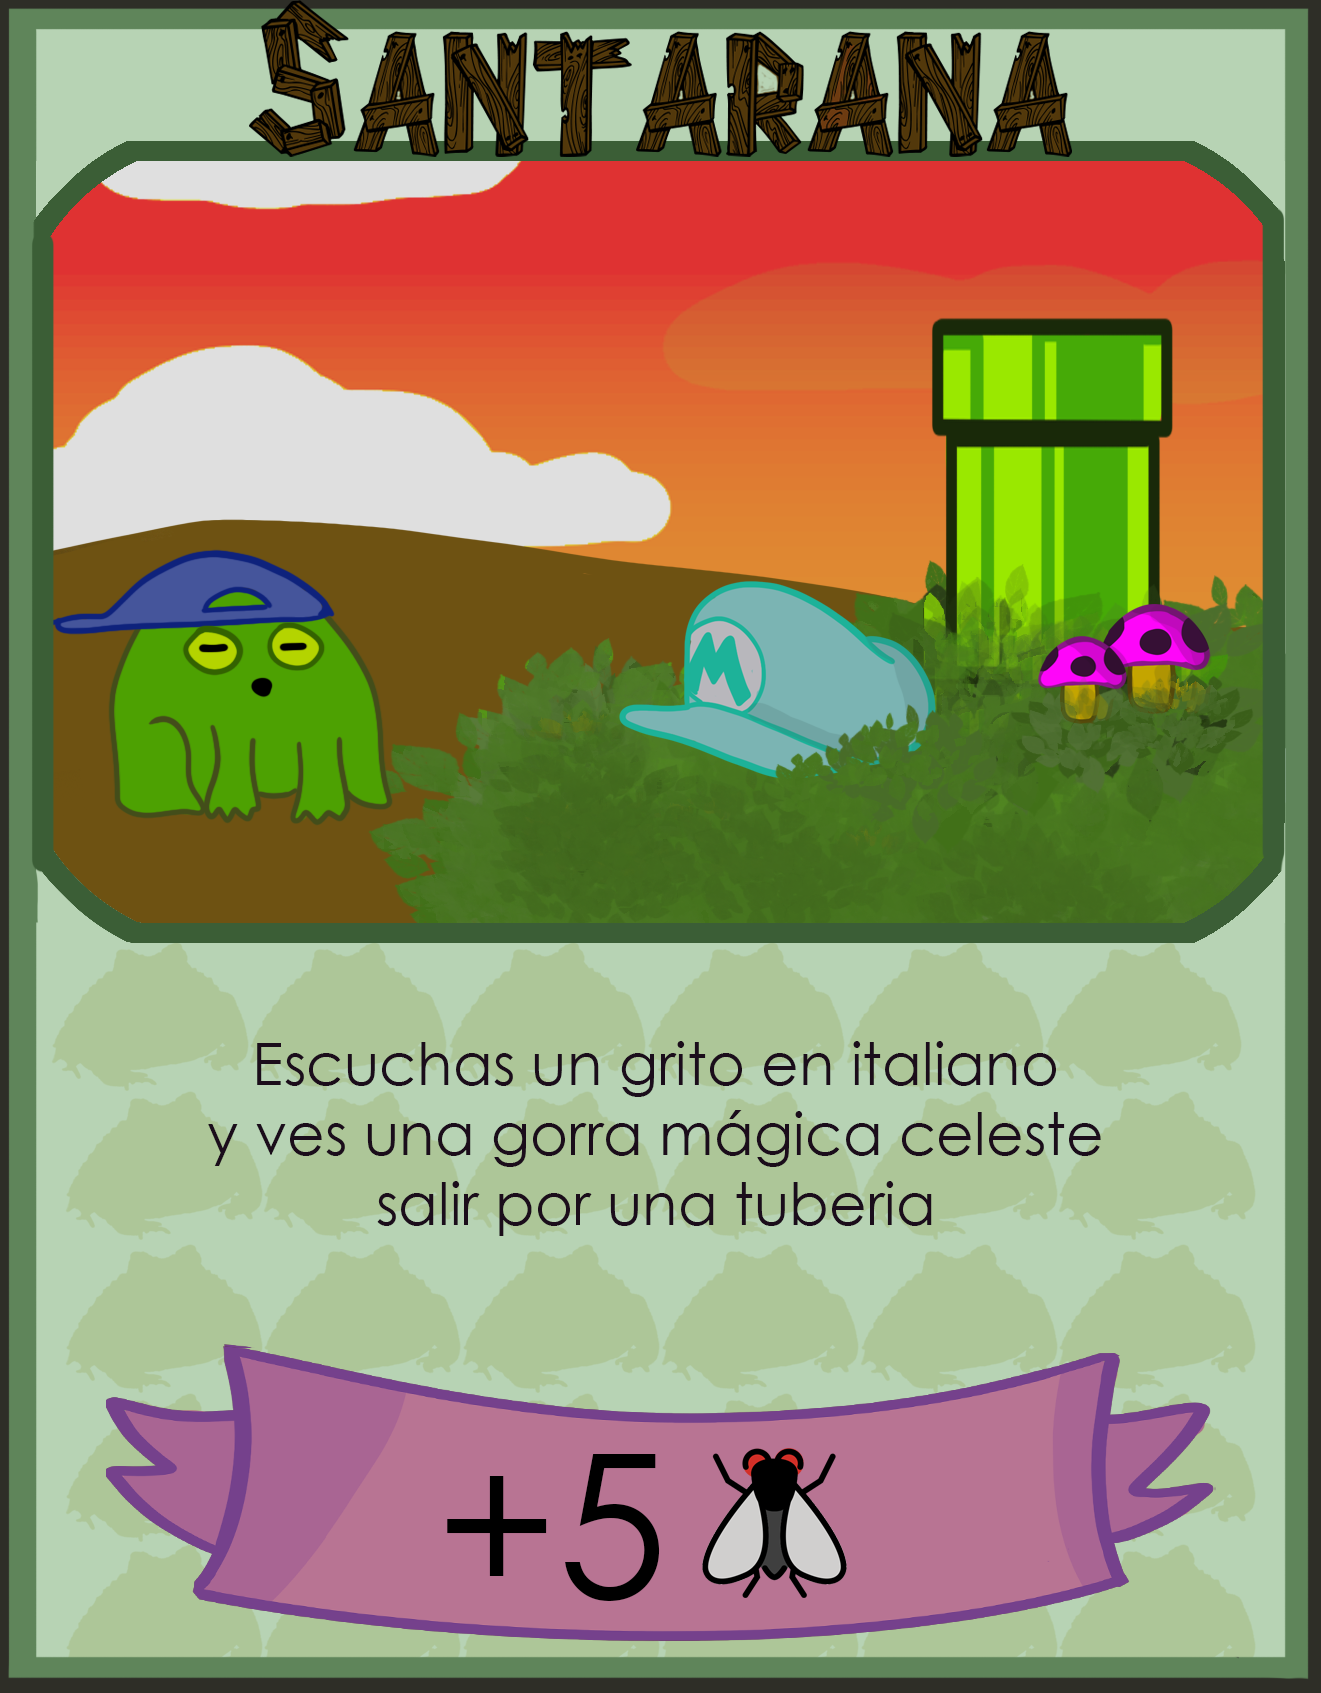 SANTARANA
M
Escuchas un grito en italiano
y ves una gorra mágica celeste
salir por una tuberia
+5